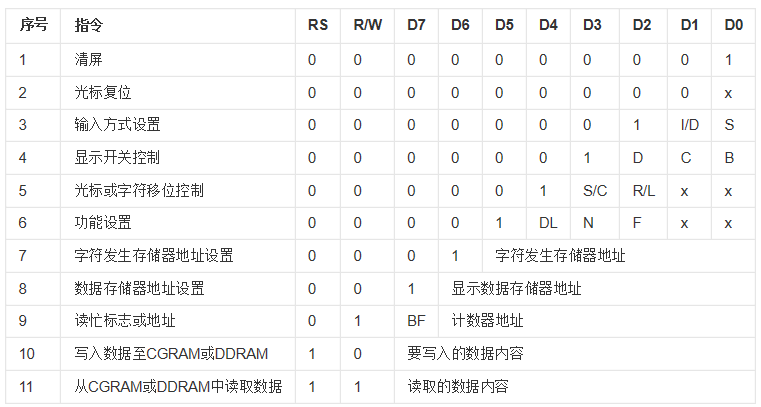 序号 指令 RS R/W D7 D6 D5 D4 D3 D2 D1 D0
1 清屏 0 0 0 0 0 0 0 0 0 1
2 光标复位 0 0 0 0 0 0 0 0 0 x
3 输入方式设置 0 0 0 0 0 0 0 1 I/D S
4 显示开关控制 0 0 0 0 0 0 1 D C B
5 光标或字符移位控制 0 0 0 0 0 1 S/C R/L x x
6 功能设置 0 0 0 0 1 DL N F x x
7 字符发生存储器地址设置 0 0 0 1 字符发生存储器地址
8 数据存储器地址设置 0 0 1 显示数据存储器地址
9 读忙标志或地址 0 1 BF 计数器地址
10 写入数据至CGRAM或DDRAM 1 0 要写入的数据内容
11 从CGRAM或DDRAM中读取数据 1 1 读取的数据内容